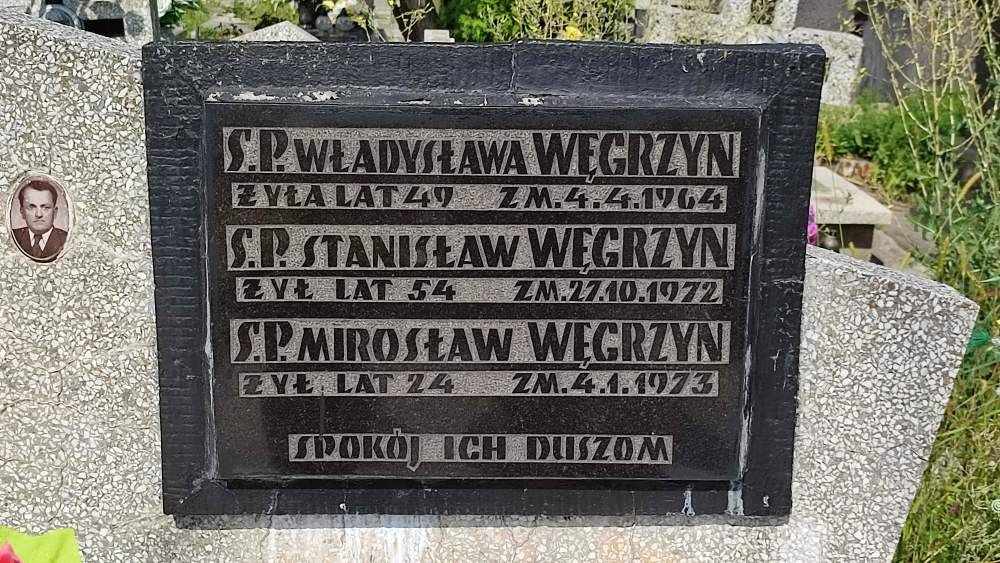 Ś.P. WŁADYSŁAWA WĘGRZYN
ŻYŁA LAT 49 ZM. 4.4.1964
Ś.P. STANISŁAW WĘGRZYN
ŻYŁ LAT 54 ZM. 27.10.1972
Ś.P. MIROSŁAW WĘGRZYN
ŻYŁ. LAT 24 ZM. 4.1.1973
SPOKÓJ ICH DUSZOM